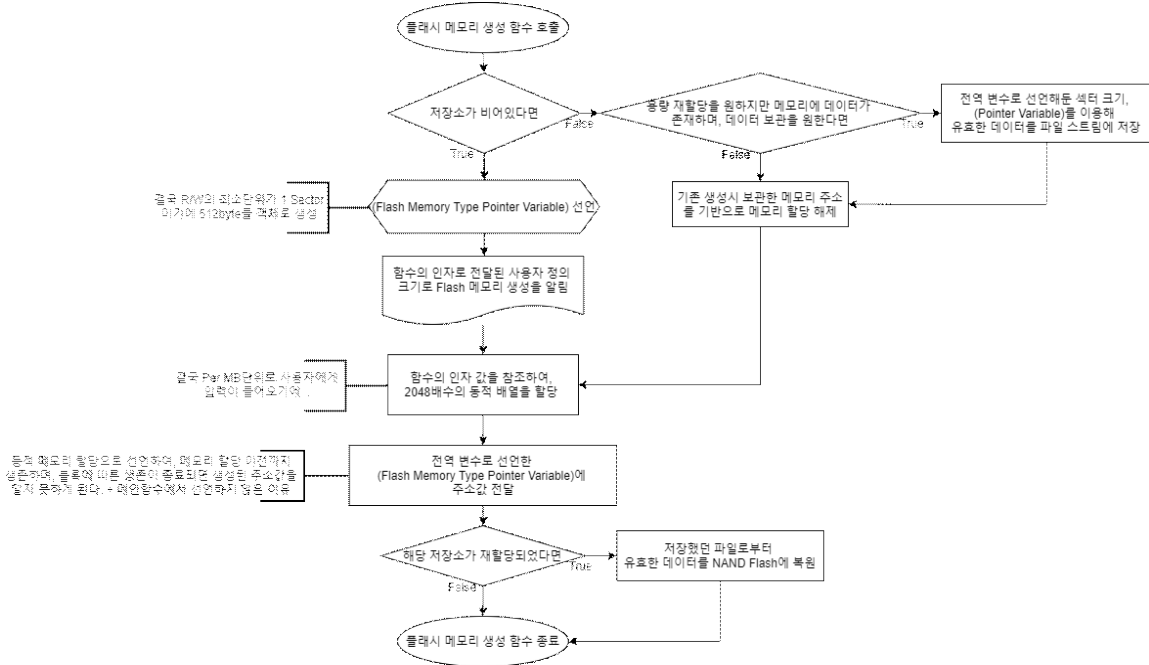 플래시 메모리 생성 함수 호출
저장소가 비어있다면
False
True
용량 재할당을 원하지만 메모리에 데이터가
존재하며, 데이터 보관을 원한다면
True
False
전역 변수로 선언해둔 섹터 크기,
(Pointer Variable)를 이용해
유효한 데이터를 파일 스트림에 저장
기존 생성시 보관한 메모리 주소
를 기반으로 메모리 할당 해제
결국 R/W의 최소단위가 1 Sector
이기에 512byte를 객체로 생성
(Flash Memory Type Pointer Variable) 선언
함수의 인자로 전달된 사용자 정의
크기로 Flash 메모리 생성을 알림
결국 Per MB단위로 사용자에게
입력이 들어오기에..
함수의 인자 값을 참조하여,
2048배수의 동적 배열을 할당
동적 메모리 할당으로 선언하여, 메모리 할당 이전까지
생존하며, 블록에 따른 생존이 종료되면 생성된 주소값을
알지 못하게 된다. + 메인함수에서 선언하지 않은 이유
전역 변수로 선언한
(Flash Memory Type Pointer Variable)에
주소값 전달
해당 저장소가 재할당되었다면
True
False
저장했던 파일로부터
유효한 데이터를 NAND Flash에 복원
플래시 메모리 생성 함수 종료